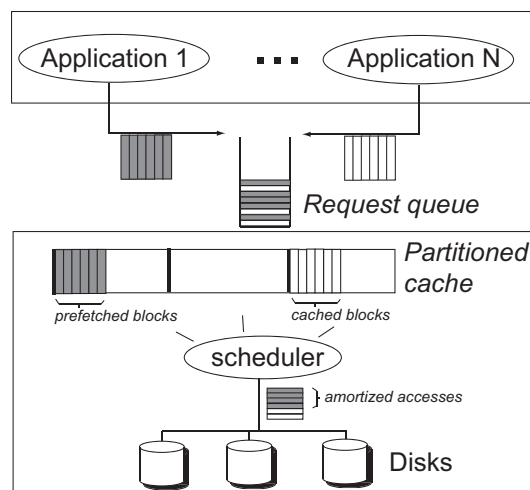 Application 1
Application N
Request queue
Partitioned
cache
prefetched blocks
cached blocks
scheduler
amortized accesses
Disks